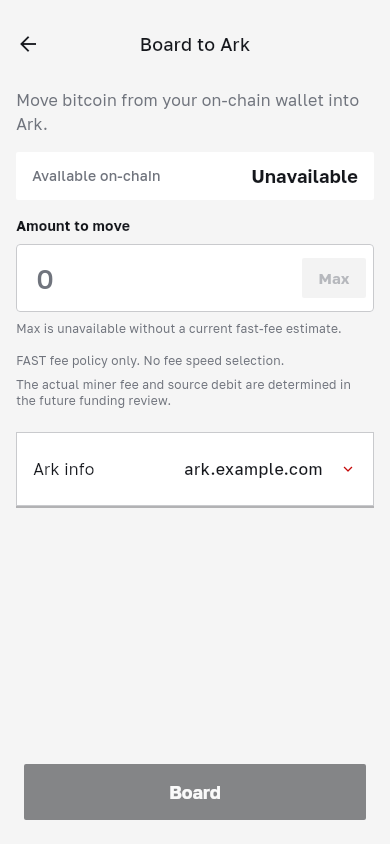 Board to Ark
Move bitcoin from your on-chain wallet into
Ark.
Available on-chain Unavailable
Amount to move
0 Max
Max is unavailable without a current fast-fee estimate.
FAST fee policy only. No fee speed selection.
The actual miner fee and source debit are determined in
the future funding review.
Ark info ark.example.com
Board